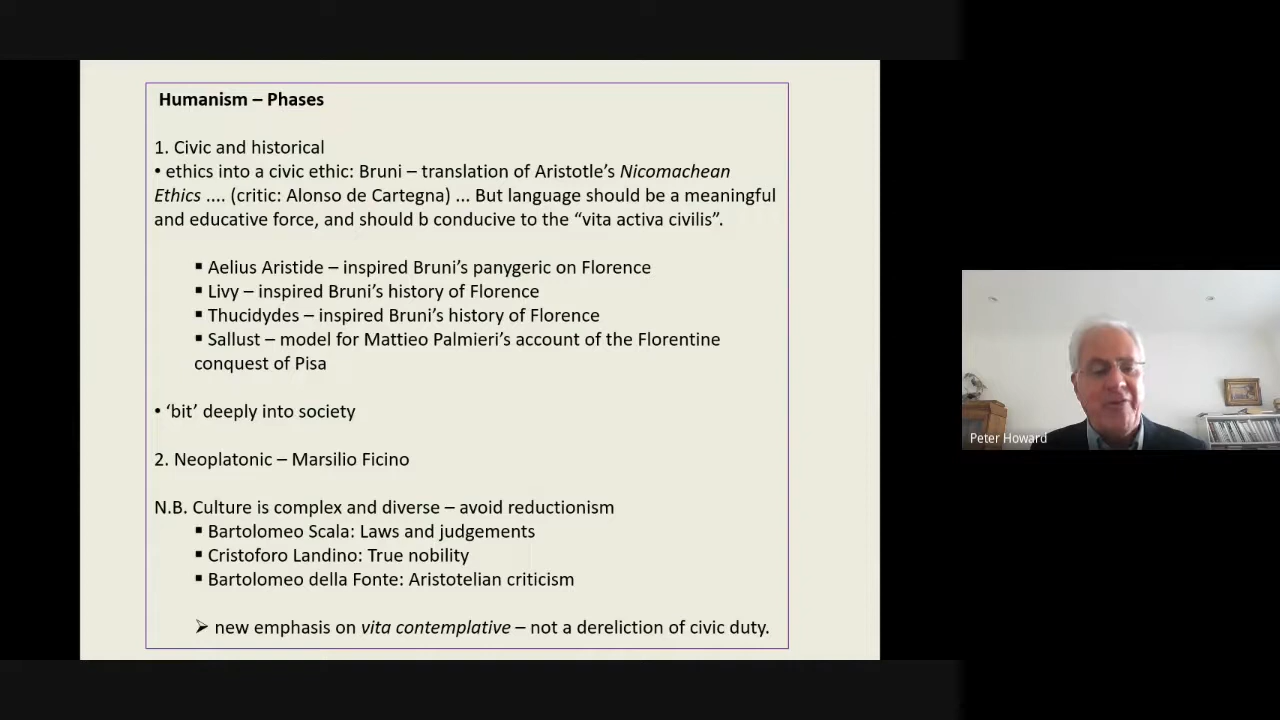 Humanism – Phases
1. Civic and historical
• ethics into a civic ethic: Bruni – translation of Aristotle’s Nicomachean
Ethics .... (critic: Alonso de Cartegna) ... But language should be a meaningful
and educative force, and should b conducive to the “vita activa civilis”.
▪ Aelius Aristide – inspired Bruni’s panygeric on Florence
▪ Livy – inspired Bruni’s history of Florence
▪ Thucidydes – inspired Bruni’s history of Florence
▪ Sallust – model for Mattieo Palmieri’s account of the Florentine
conquest of Pisa
• ‘bit’ deeply into society
2. Neoplatonic – Marsilio Ficino
N.B. Culture is complex and diverse – avoid reductionism
▪ Bartolomeo Scala: Laws and judgements
▪ Cristoforo Landino: True nobility
▪ Bartolomeo della Fonte: Aristotelian criticism
➢ new emphasis on vita contemplative – not a dereliction of civic duty.
Peter Howard